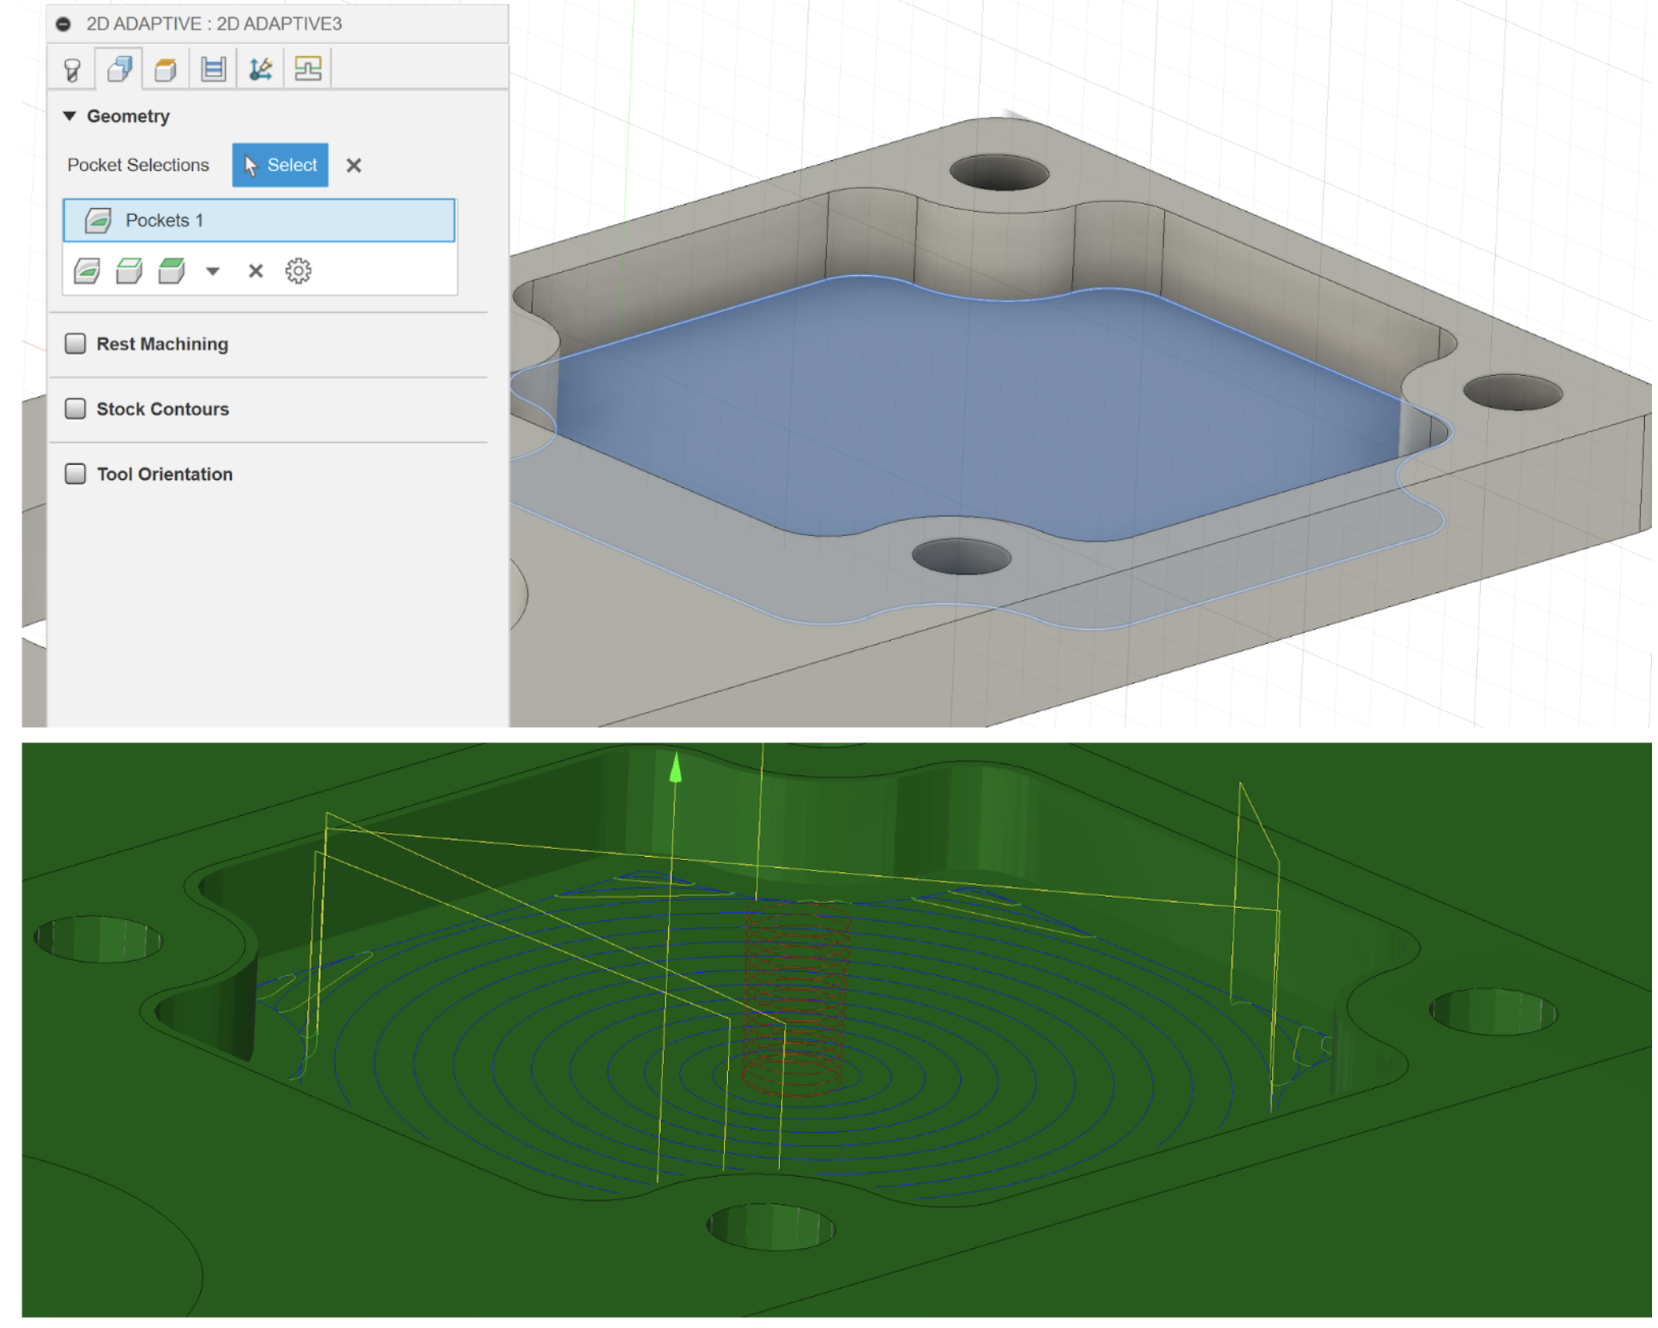 2D ADAPTIVE : 2D ADAPTIVE3
Geometry
Pocket Selections Select
Pockets 1
Rest Machining
Stock Contours
Tool Orientation